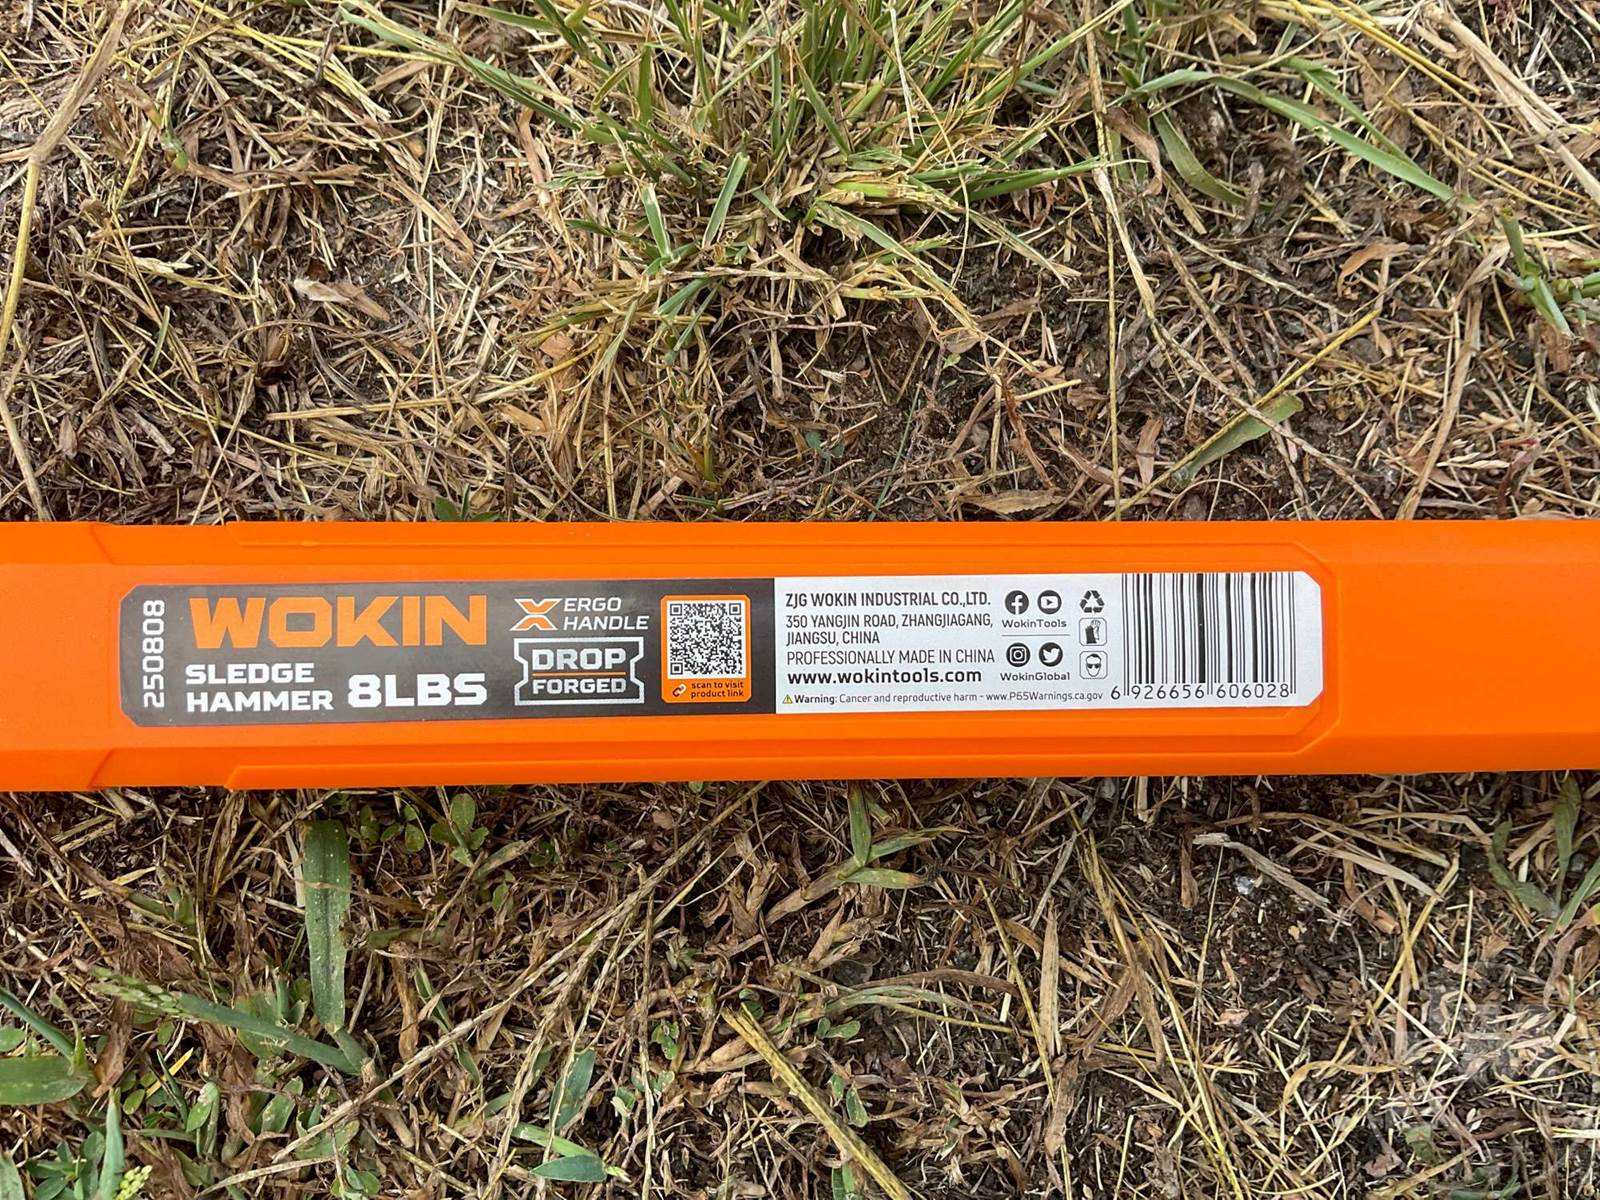 250808
WOKIN
SLEDGE
HAMMER 8LBS
ERGO
HANDLE
DROP
FORGED
scan to visit
product link
ZJG WOKIN INDUSTRIAL CO.,LTD.
350 YANGJIN ROAD, ZHANGJIAGANG,
JIANGSU, CHINA
PROFESSIONALLY MADE IN CHINA
www.wokintools.com
Warning: Cancer and reproductive harm - www.P65Warnings.ca.gov
WokinTools
WokinGlobal
6 926656 606028